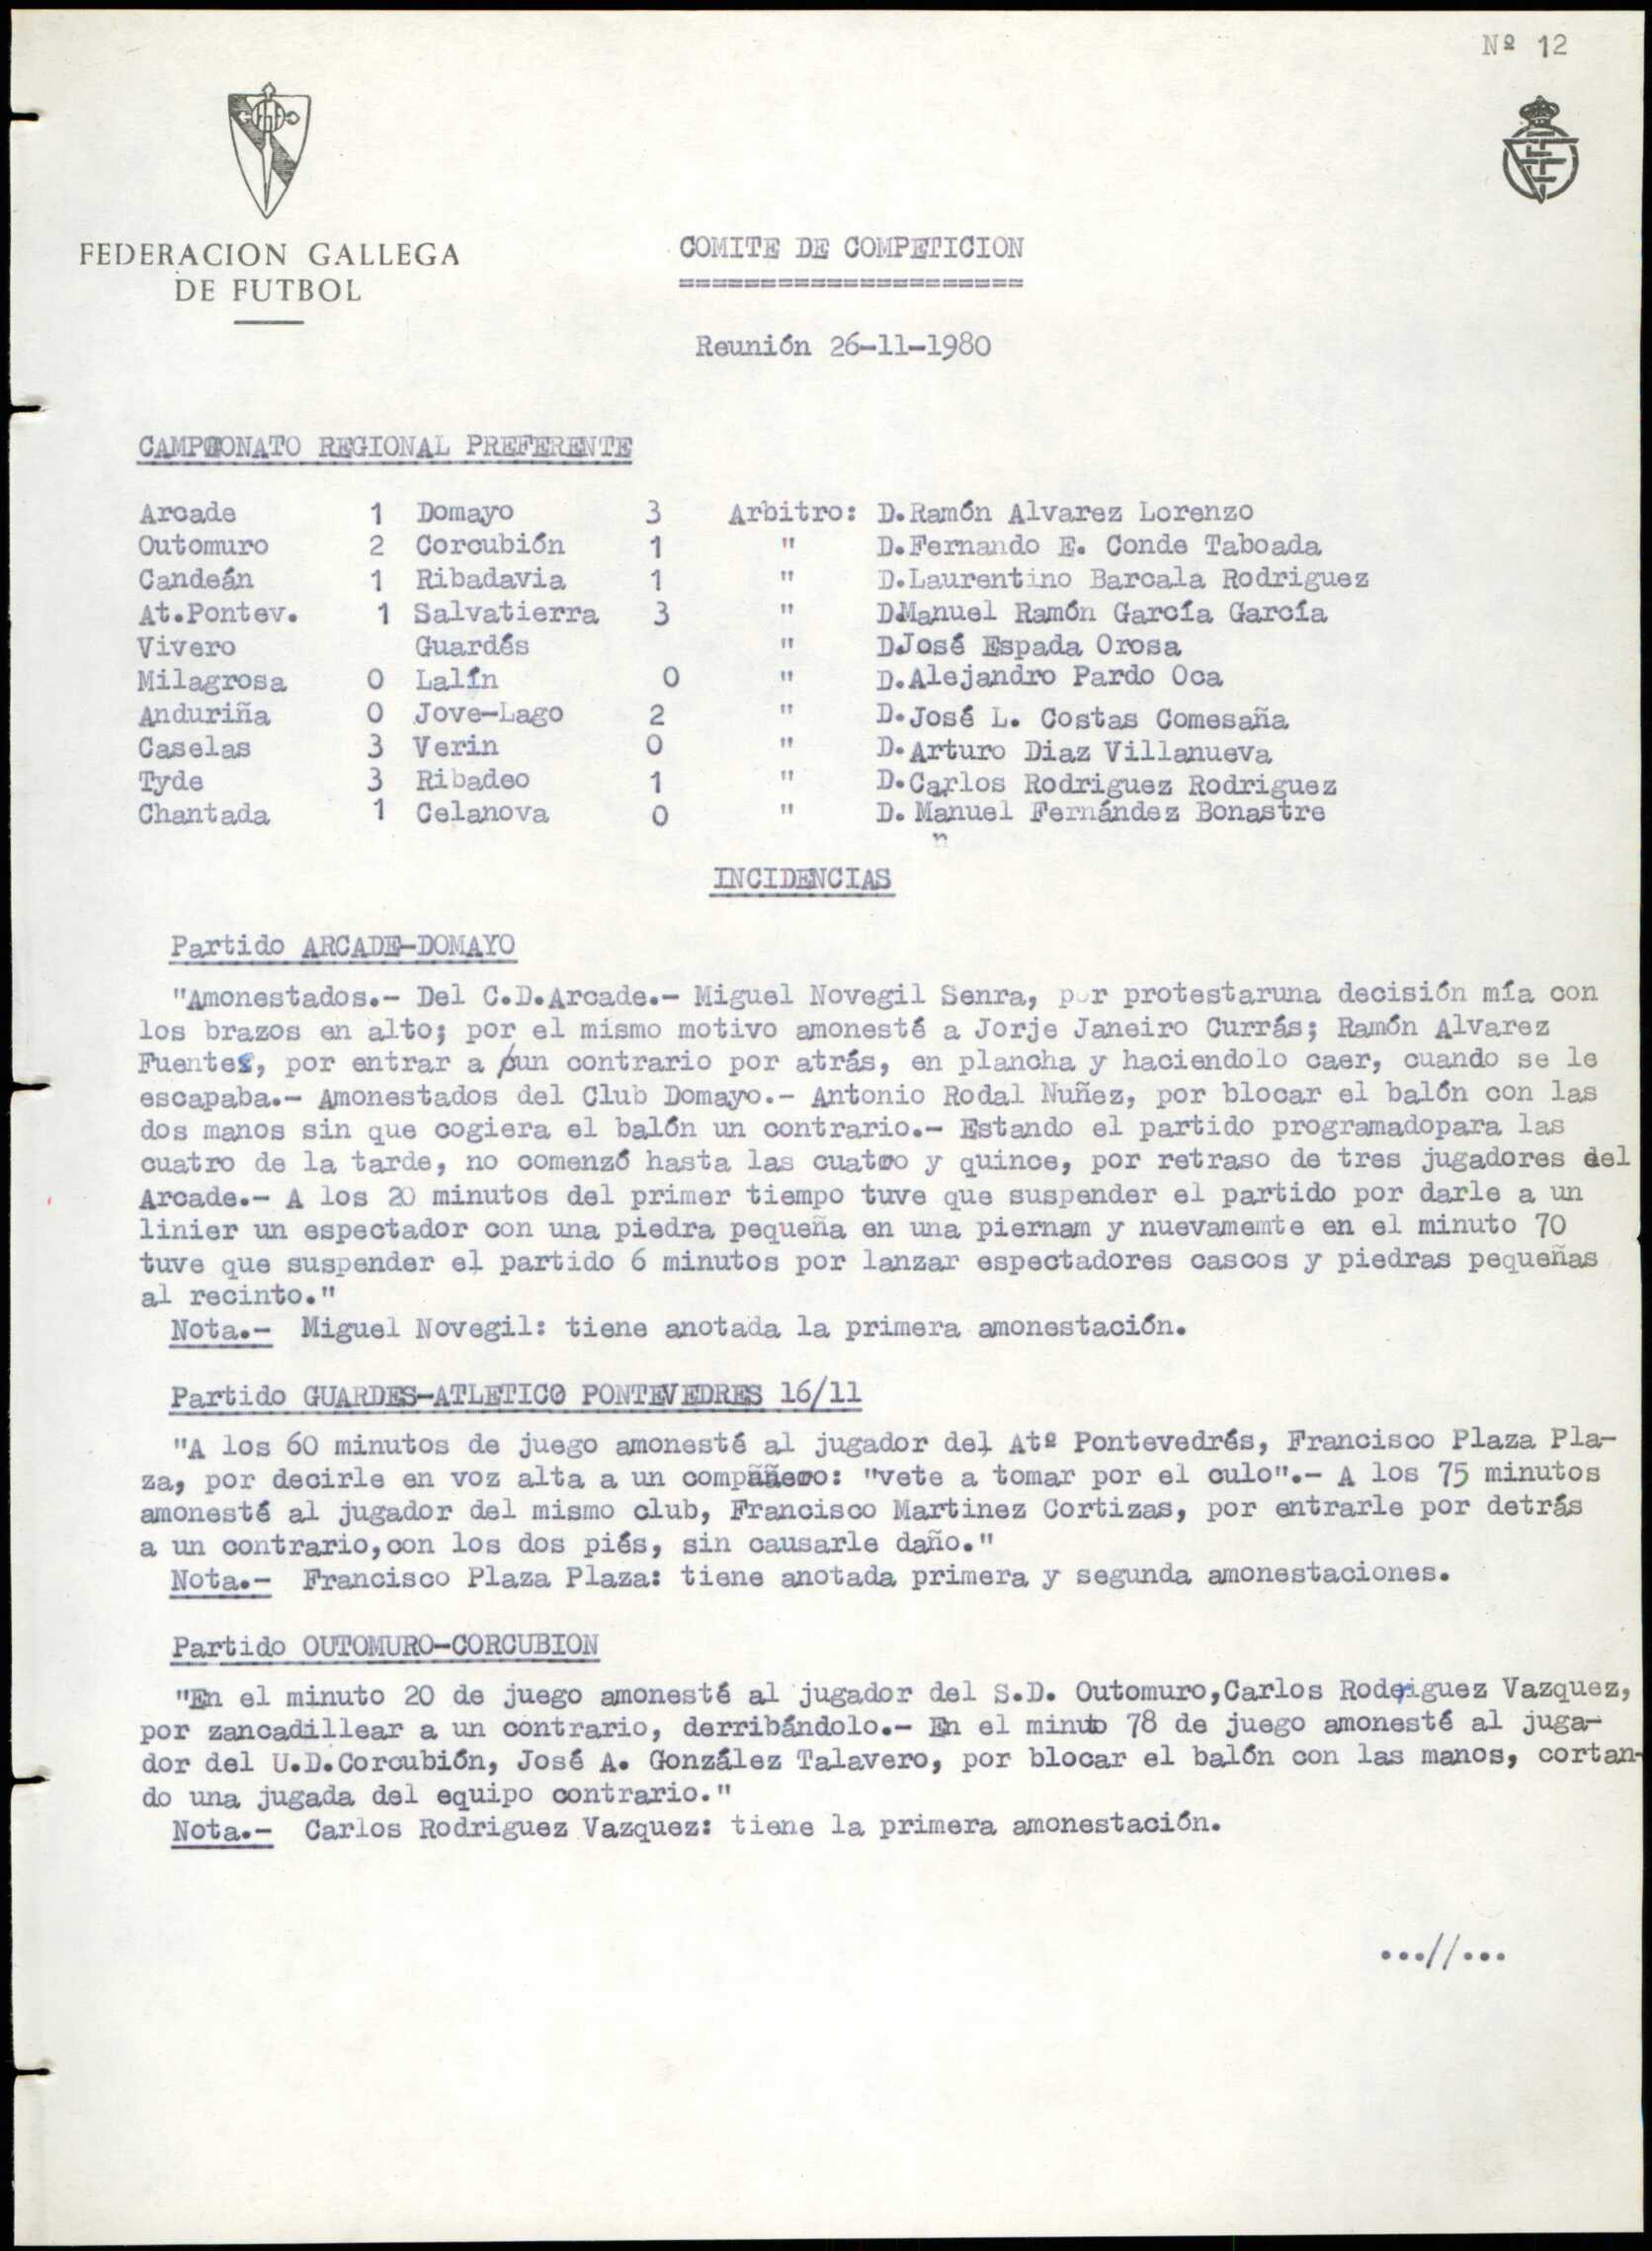 Nº 12
FEDERACION GALLEGA
DE FUTBOL
COMITE DE COMPETICION
=====================
Reunión 26-11-1980
CAMPEONATO REGIONAL PREFERENTE
Arcade 1 Domayo 3 Arbitro: D.Ramón Alvarez Lorenzo
Outomuro 2 Corcubión 1 " D.Fernando E. Conde Taboada
Candeán 1 Ribadavia 1 " D.Laurentino Barcala Rodriguez
At.Pontev. 1 Salvatierra 3 " D.Manuel Ramón García García
Vivero Guardés " D.José Espada Orosa
Milagrosa 0 Lalín 0 " D.Alejandro Pardo Oca
Anduriña 0 Jove-Lago 2 " D.José L. Costas Comesaña
Caselas 3 Verin 0 " D.Arturo Diaz Villanueva
Tyde 3 Ribadeo 1 " D.Carlos Rodriguez Rodriguez
Chantada 1 Celanova 0 " D. Manuel Fernández Bonastre
"
INCIDENCIAS
Partido ARCADE-DOMAYO
"Amonestados.- Del C.D.Arcade.- Miguel Novegil Senra, por protestaruna decisión mía con
los brazos en alto; por el mismo motivo amonesté a Jorje Janeiro Currás; Ramón Alvarez
Fuentes, por entrar a un contrario por atrás, en plancha y haciendolo caer, cuando se le
escapaba.- Amonestados del Club Domayo.- Antonio Rodal Nuñez, por blocar el balón con las
dos manos sin que cogiera el balón un contrario.- Estando el partido programadopara las
cuatro de la tarde, no comenzó hasta las cuatro y quince, por retraso de tres jugadores del
Arcade.- A los 20 minutos del primer tiempo tuve que suspender el partido por darle a un
linier un espectador con una piedra pequeña en una piernam y nuevamemte en el minuto 70
tuve que suspender el partido 6 minutos por lanzar espectadores cascos y piedras pequeñas
al recinto."
Nota.- Miguel Novegil: tiene anotada la primera amonestación.
Partido GUARDES-ATLETICO PONTEVEDRES 16/11
"A los 60 minutos de juego amonesté al jugador del Atº Pontevedrés, Francisco Plaza Pla-
za, por decirle en voz alta a un compañero: "vete a tomar por el culo".- A los 75 minutos
amonesté al jugador del mismo club, Francisco Martinez Cortizas, por entrarle por detrás
a un contrario,con los dos piés, sin causarle daño."
Nota.- Francisco Plaza Plaza: tiene anotada primera y segunda amonestaciones.
Partido OUTOMURO-CORCUBION
"En el minuto 20 de juego amonesté al jugador del S.D. Outomuro,Carlos Rodriguez Vazquez,
por zancadillear a un contrario, derribándolo.- En el minuto 78 de juego amonesté al juga-
dor del U.D.Corcubión, José A. González Talavero, por blocar el balón con las manos, cortan-
do una jugada del equipo contrario."
Nota.- Carlos Rodriguez Vazquez: tiene la primera amonestación.
...//...